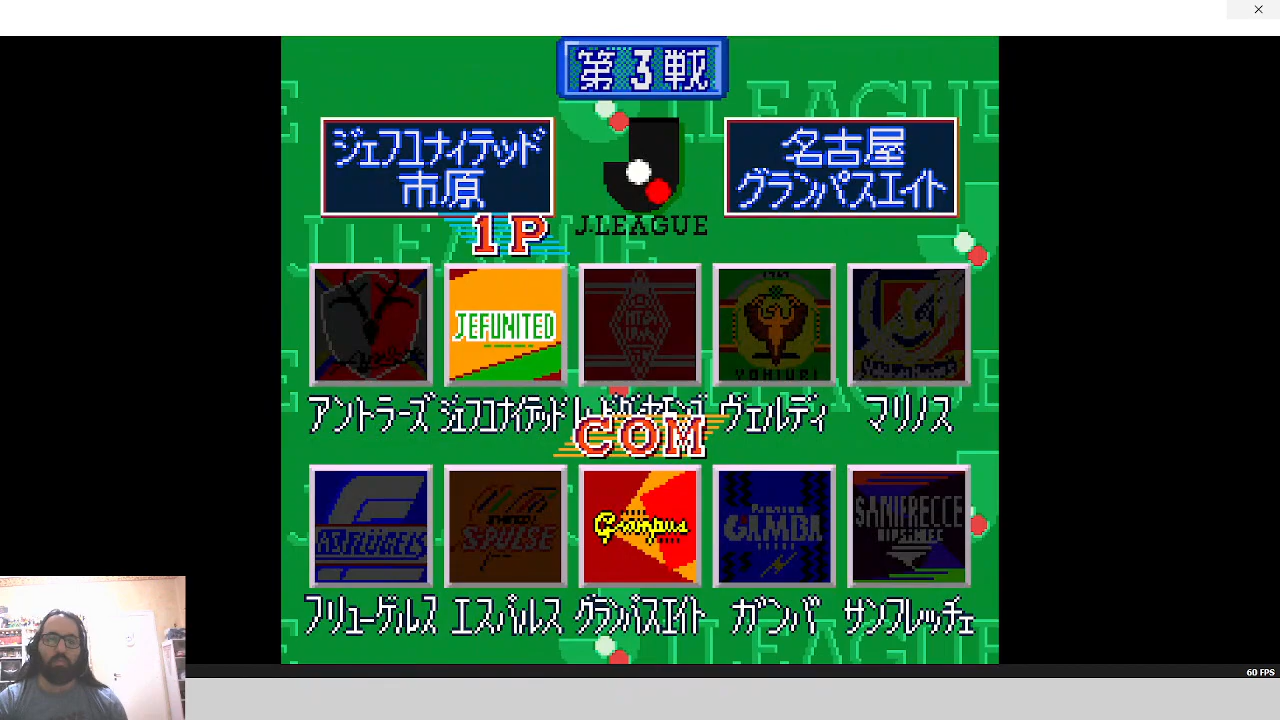 第3戦
ジェフユナイテッド
市原
名古屋
グランパスエイト
1P
J.LEAGUE
JEFUNITED
YOMIURI
アントラーズ
ジェフユナイテッド
ヴェルディ
マリノス
COM
S-PULSE
Grampus
GAMBA
SANFRECCE
フリューゲルス
エスパルス
グランパスエイト
ガンバ
サンフレッチェ
60 FPS